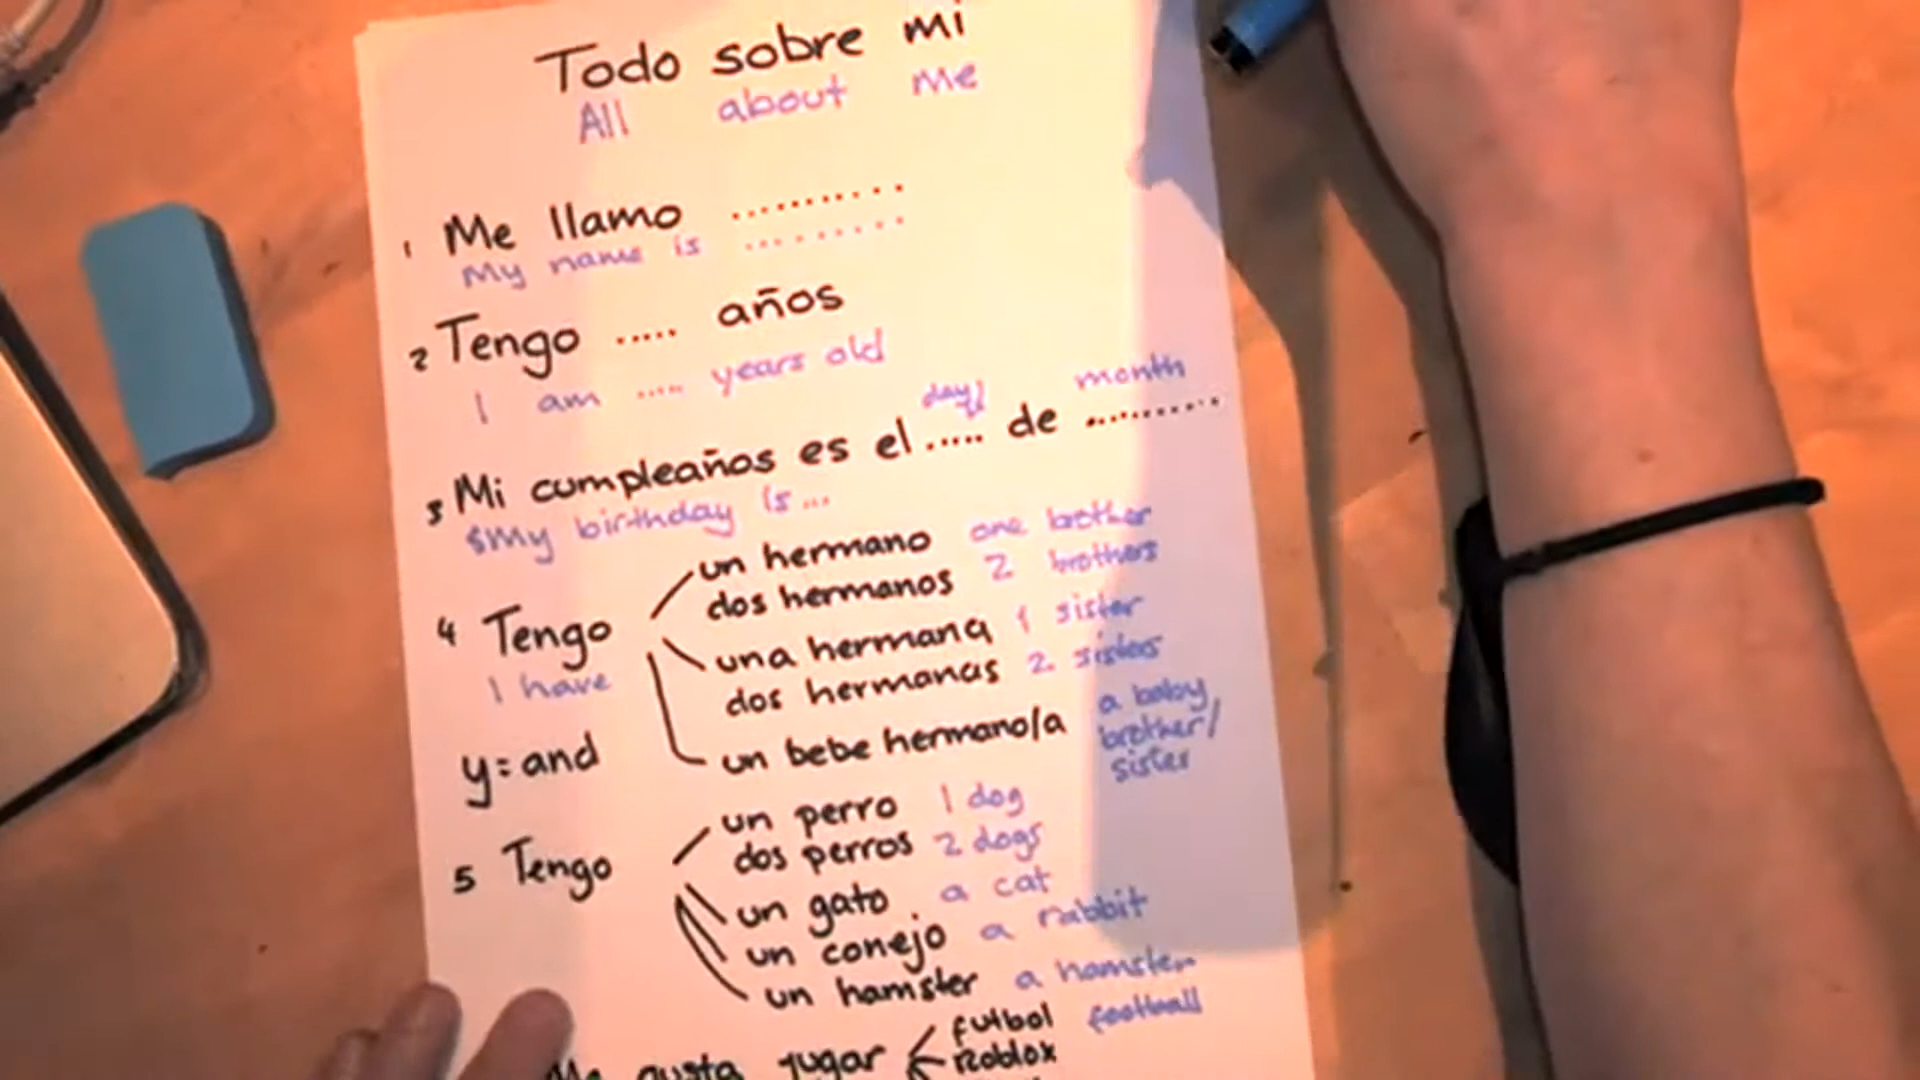 Todo sobre mi
All about me
1 Me llamo ..........
My name is .........
2 Tengo ..... años
I am ..... years old
day month
3 Mi cumpleaños es el ..... de ..........
My birthday is...
un hermano one brother
dos hermanos 2 brothers
4 Tengo
I have
una hermana 1 sister
dos hermanas 2 sisters
un bebe hermano/a a baby brother/
sister
y = and
5 Tengo
un perro 1 dog
dos perros 2 dogs
un gato a cat
un conejo a rabbit
un hamster a hamster
Me gusta jugar
futbol football
Roblox